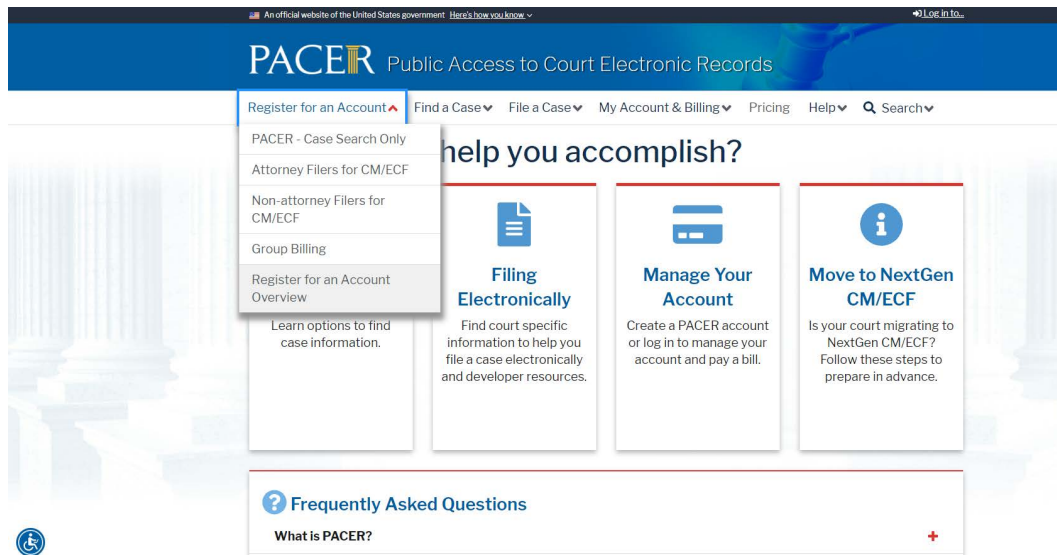 An official website of the United States government Here's how you know
Log in to...
PACER Public Access to Court Electronic Records
Register for an Account Find a Case File a Case My Account & Billing Pricing Help Search
PACER - Case Search Only
Attorney Filers for CM/ECF
Non-attorney Filers for
CM/ECF
Group Billing
Register for an Account
Overview
help you accomplish?
Learn options to find
case information.
Filing
Electronically
Find court specific
information to help you
file a case electronically
and developer resources.
Manage Your
Account
Create a PACER account
or log in to manage your
account and pay a bill.
Move to NextGen
CM/ECF
Is your court migrating to
NextGen CM/ECF?
Follow these steps to
prepare in advance.
Frequently Asked Questions
What is PACER?